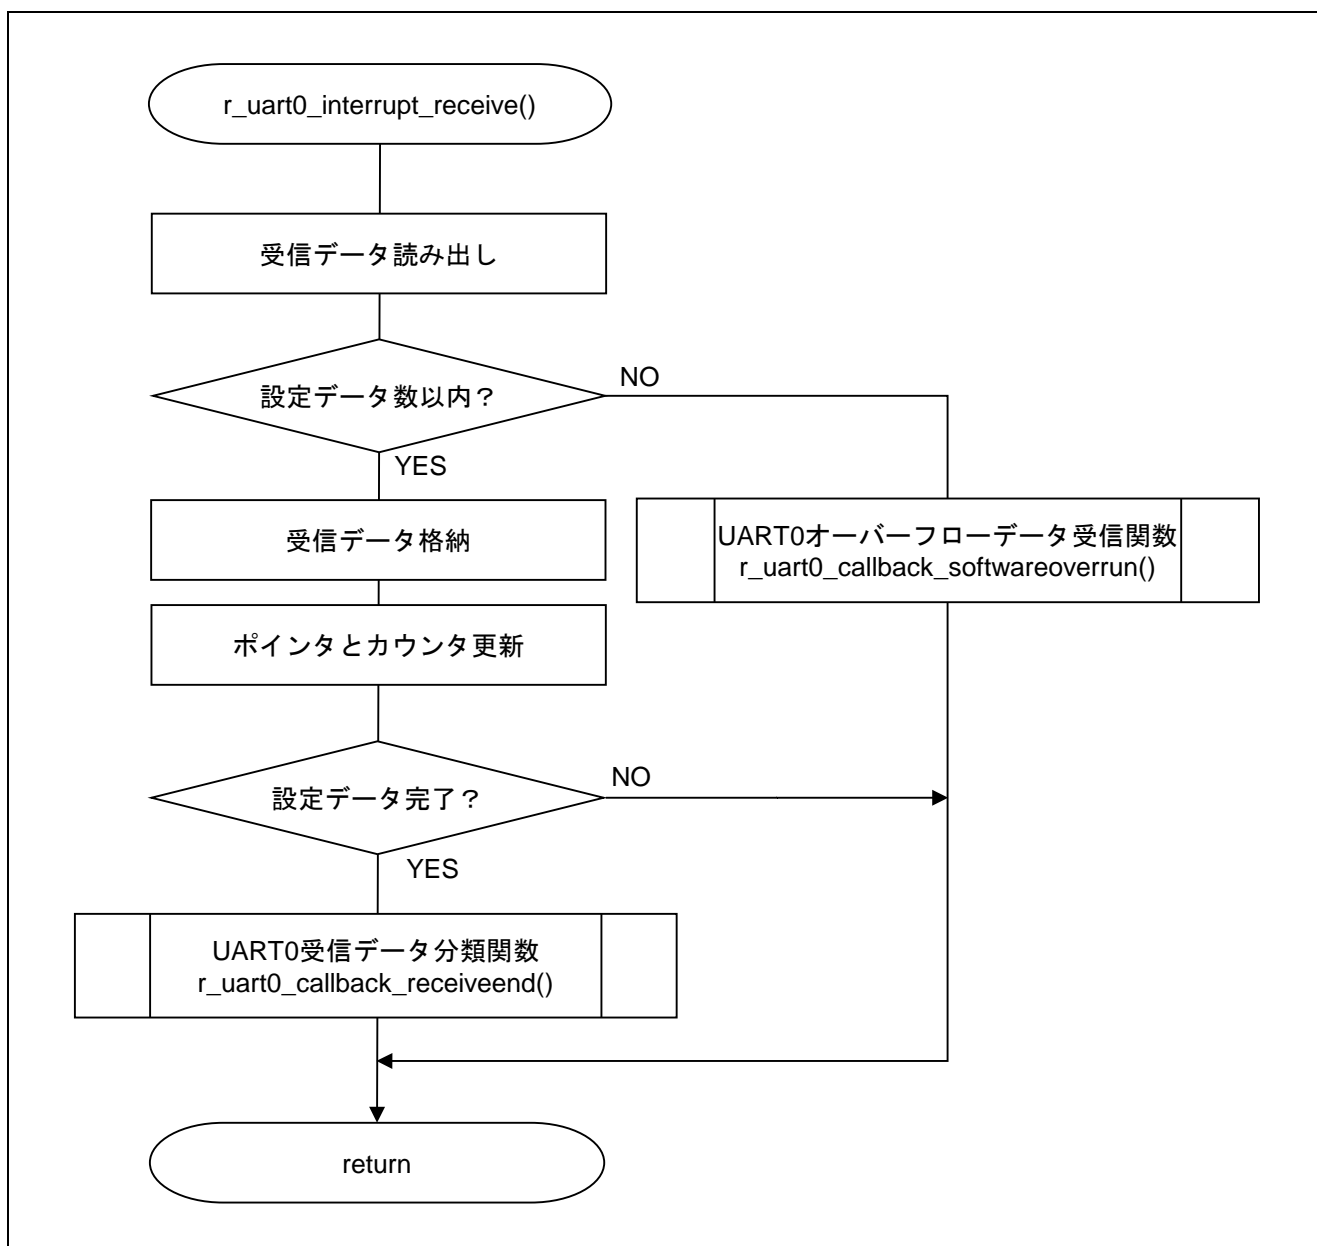 r_uart0_interrupt_receive()
受信データ読み出し
設定データ数以内？
NO
YES
受信データ格納
UART0オーバーフローデータ受信関数
r_uart0_callback_softwareoverrun()
ポインタとカウンタ更新
設定データ完了？
NO
YES
UART0受信データ分類関数
r_uart0_callback_receiveend()
return